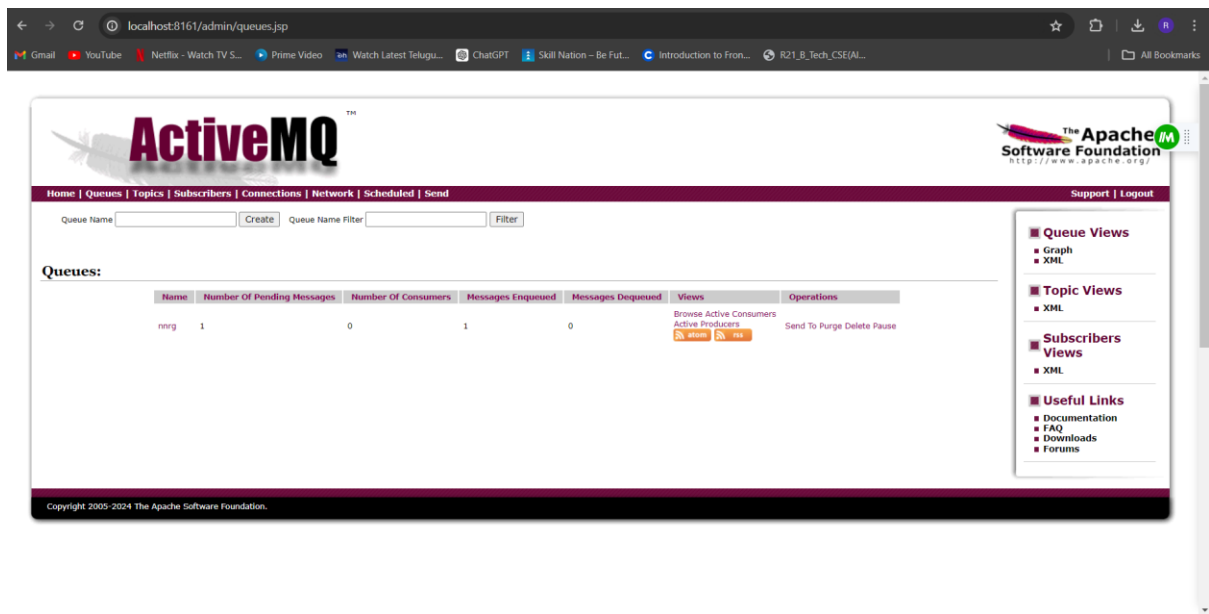 localhost:8161/admin/queues.jsp
R
Gmail YouTube Netflix - Watch TV S... Prime Video Watch Latest Telugu... ChatGPT Skill Nation – Be Fut... Introduction to Fron... R21_B_Tech_CSE(AI... All Bookmarks
ActiveMQ ™
The Apache
Software Foundation
http://www.apache.org/
Home | Queues | Topics | Subscribers | Connections | Network | Scheduled | Send Support | Logout
Queue Name Create Queue Name Filter Filter
Queues:
Name Number Of Pending Messages Number Of Consumers Messages Enqueued Messages Dequeued Views Operations
nnrg 1 0 1 0 Browse Active Consumers
Active Producers
atom rss
Send To Purge Delete Pause
Queue Views
Graph
XML
Topic Views
XML
Subscribers
Views
XML
Useful Links
Documentation
FAQ
Downloads
Forums
Copyright 2005-2024 The Apache Software Foundation.